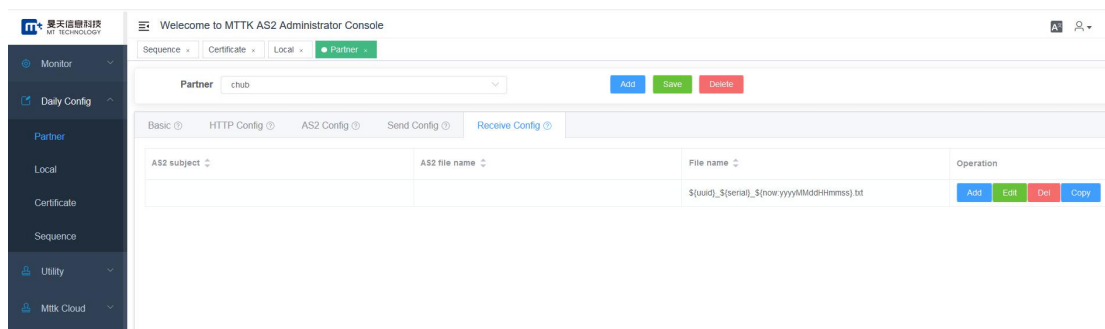 旻天信息科技
MT TECHNOLOGY
Welecome to MTTK AS2 Administrator Console
Sequence × Certificate × Local × Partner ×
Monitor
Partner chub Add Save Delete
Daily Config
Basic HTTP Config AS2 Config Send Config Receive Config
Partner
AS2 subject AS2 file name File name Operation
Local
${uuid}_${serial}_${now:yyyyMMddHHmmss}.txt Add Edit Del Copy
Certificate
Sequence
Utility
Mttk Cloud